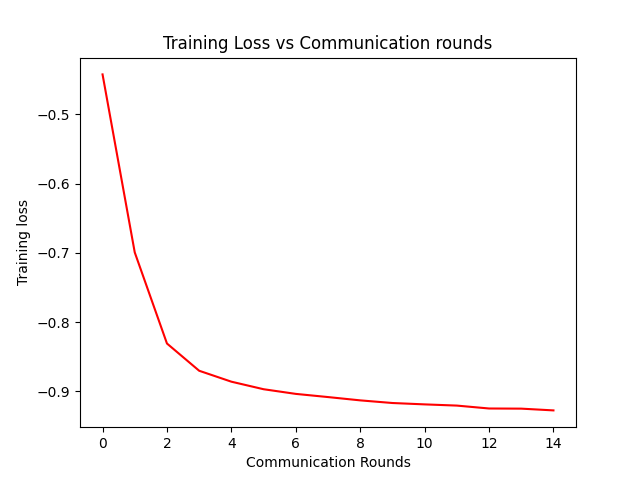 Training Loss vs Communication rounds
−0.5
−0.6
−0.7
−0.8
−0.9
Training loss
0 2 4 6 8 10 12 14
Communication Rounds